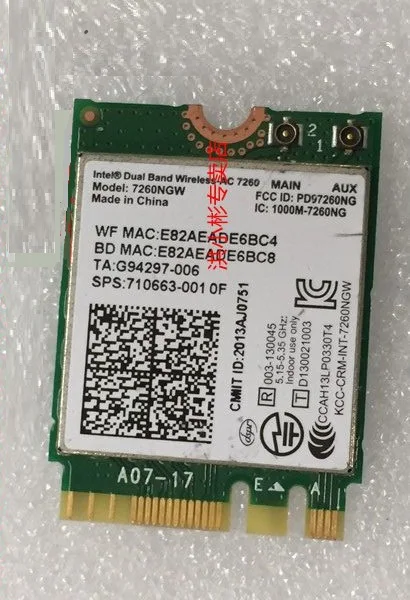 2
1
Intel® Dual Band Wireless-AC 7260
Model: 7260NGW
Made in China
MAIN AUX
FCC ID: PD97260NG
IC: 1000M-7260NG
WF MAC:E82AEADE6BC4
BD MAC:E82AEADE6BC8
TA:G94297-006
SPS:710663-001 0F
CMIIT ID:2013AJ0751
R 003-130045
5.15-5.35 GHz:
Indoor use only
T D130021003
CCAH13LP0330T4
KCC-CRM-INT-7260NGW
A07-17
E
A